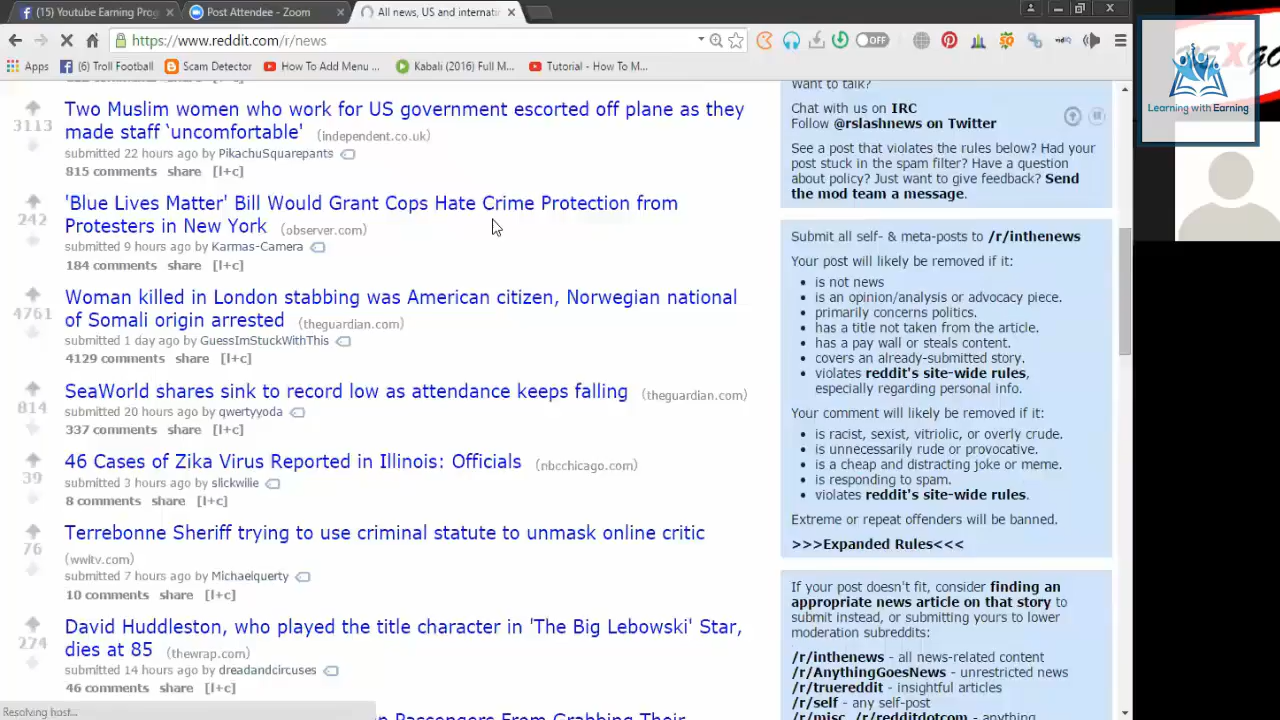 (15) Youtube Earning Prog
Post Attendee - Zoom
All news, US and internati
https://www.reddit.com/r/news
OFF
Apps
(6) Troll Football
Scam Detector
How To Add Menu ...
Kabali (2016) Full M...
Tutorial - How To M...
Two Muslim women who work for US government escorted off plane as they
3113
made staff 'uncomfortable' (independent.co.uk)
submitted 22 hours ago by PikachuSquarepants
815 comments share [l+c]
'Blue Lives Matter' Bill Would Grant Cops Hate Crime Protection from
242
Protesters in New York (observer.com)
submitted 9 hours ago by Karmas-Camera
184 comments share [l+c]
Woman killed in London stabbing was American citizen, Norwegian national
4761
of Somali origin arrested (theguardian.com)
submitted 1 day ago by GuessImStuckWithThis
4129 comments share [l+c]
SeaWorld shares sink to record low as attendance keeps falling (theguardian.com)
814
submitted 20 hours ago by qwertyyoda
337 comments share [l+c]
46 Cases of Zika Virus Reported in Illinois: Officials (nbcchicago.com)
39
submitted 3 hours ago by slickwilie
8 comments share [l+c]
Terrebonne Sheriff trying to use criminal statute to unmask online critic
76
(wwltv.com)
submitted 7 hours ago by Michaelquerty
10 comments share [l+c]
David Huddleston, who played the title character in 'The Big Lebowski' Star,
274
dies at 85 (thewrap.com)
submitted 14 hours ago by dreadandcircuses
46 comments share [l+c]
Passengers From Grabbing Their
Resolving host...
Want to talk?
Chat with us on IRC
Follow @rslashnews on Twitter
See a post that violates the rules below? Had your
post stuck in the spam filter? Have a question
about policy? Just want to give feedback? Send
the mod team a message.
Submit all self- & meta-posts to /r/inthenews
Your post will likely be removed if it:
is not news
is an opinion/analysis or advocacy piece.
primarily concerns politics.
has a title not taken from the article.
has a pay wall or steals content.
covers an already-submitted story.
violates reddit's site-wide rules,
especially regarding personal info.
Your comment will likely be removed if it:
is racist, sexist, vitriolic, or overly crude.
is unnecessarily rude or provocative.
is a cheap and distracting joke or meme.
is responding to spam.
violates reddit's site-wide rules.
Extreme or repeat offenders will be banned.
>>>Expanded Rules<<<
If your post doesn't fit, consider finding an
appropriate news article on that story to
submit instead, or submitting yours to lower
moderation subreddits:
/r/inthenews - all news-related content
/r/AnythingGoesNews - unrestricted news
/r/truereddit - insightful articles
/r/self - any self-post
/r/misc, /r/redditdotcom - anything
Learning with Earning